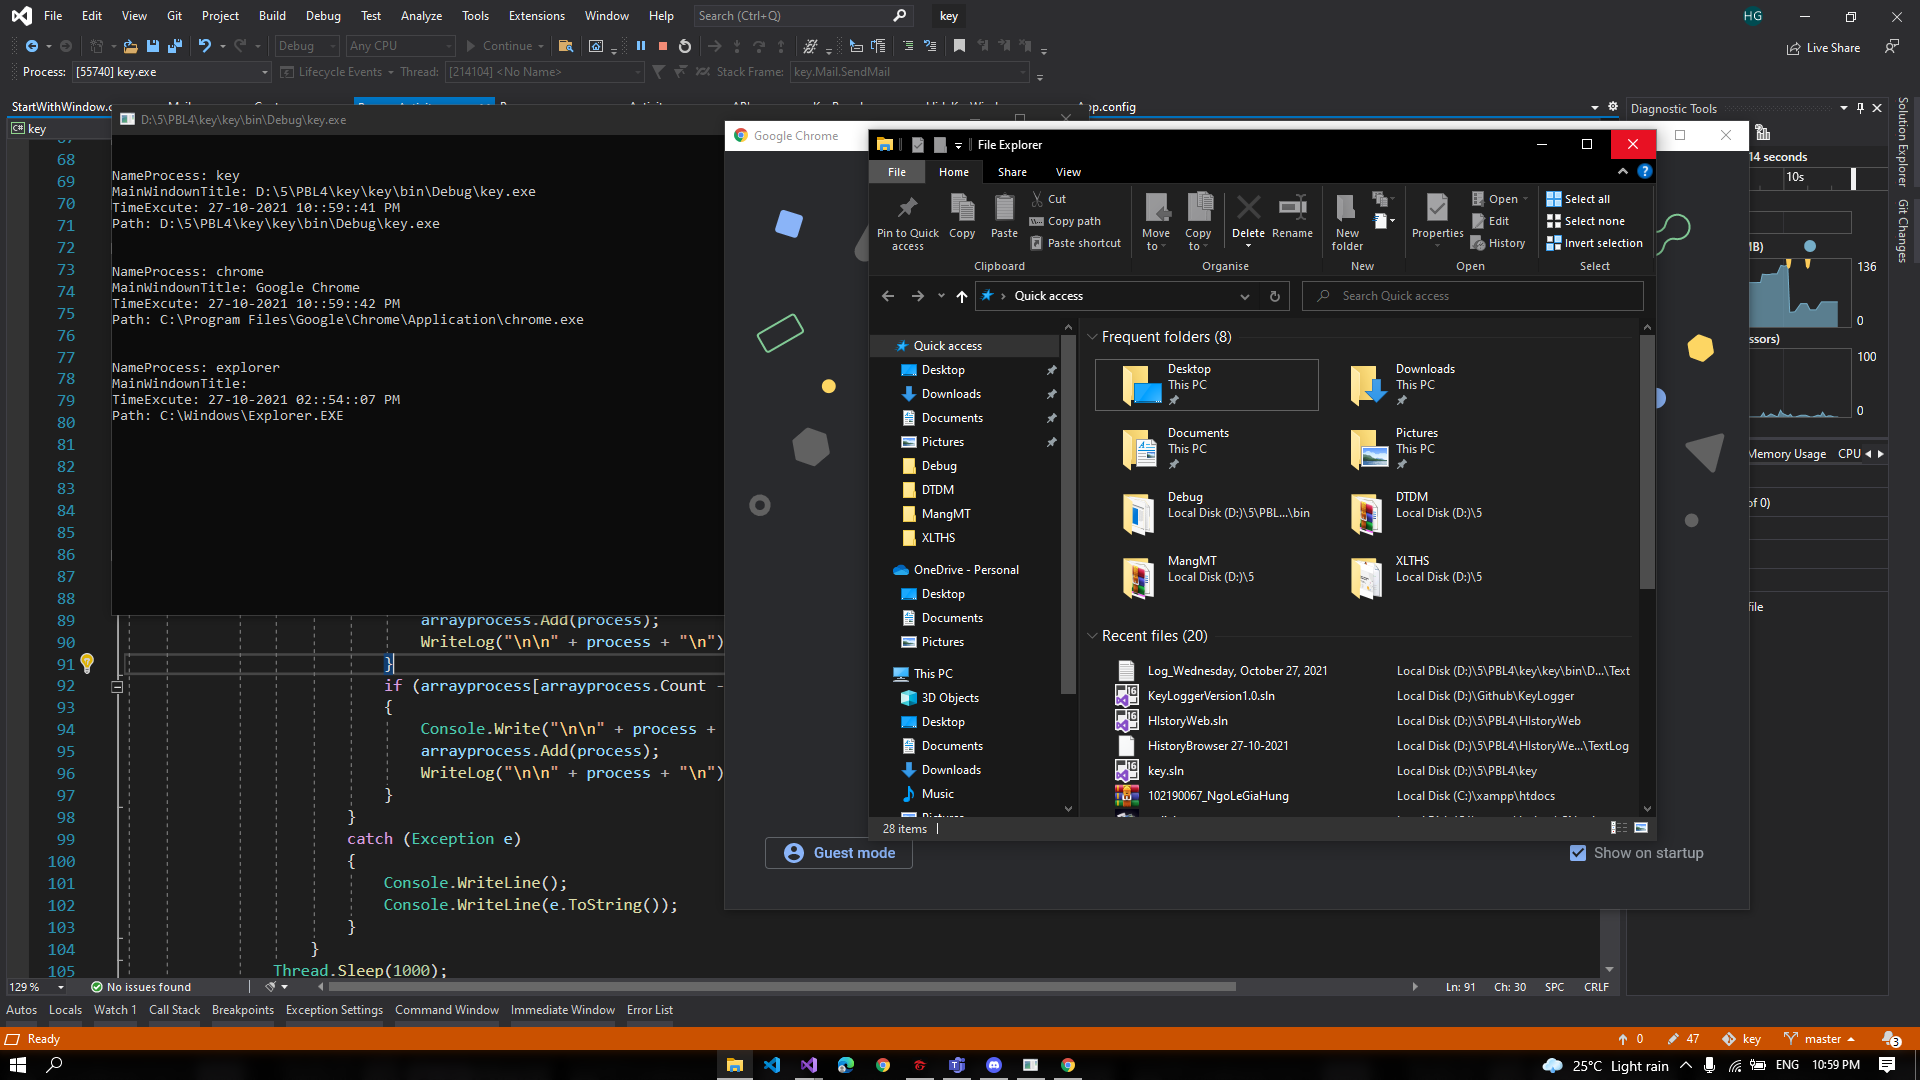 File Edit View Git Project Build Debug Test Analyze Tools Extensions Window Help Search (Ctrl+Q) key HG
Debug Any CPU Continue Live Share
Process: [55740] key.exe Lifecycle Events Thread: [214104] <No Name> Stack Frame: key.Mail.SendMail
App.config
key
D:\5\PBL4\key\key\bin\Debug\key.exe
68
69
70
71
72
73
74
75
76
77
78
79
80
81
82
83
84
85
86
87
88
NameProcess: key
MainWindowTitle: D:\5\PBL4\key\key\bin\Debug\key.exe
TimeExcute: 27-10-2021 10::59::41 PM
Path: D:\5\PBL4\key\key\bin\Debug\key.exe
NameProcess: chrome
MainWindowTitle: Google Chrome
TimeExcute: 27-10-2021 10::59::42 PM
Path: C:\Program Files\Google\Chrome\Application\chrome.exe
NameProcess: explorer
MainWindowTitle:
TimeExcute: 27-10-2021 02::54::07 PM
Path: C:\Windows\Explorer.EXE
89 arrayprocess.Add(process);
90 WriteLog("\n\n" + process + "\n")
91 }
92 if (arrayprocess[arrayprocess.Count -
93 {
94 Console.Write("\n\n" + process +
95 arrayprocess.Add(process);
96 WriteLog("\n\n" + process + "\n")
97 }
98 }
99 catch (Exception e)
100 {
101 Console.WriteLine();
102 Console.WriteLine(e.ToString());
103 }
104 }
105 Thread.Sleep(1000);
Google Chrome
Guest mode
Show on startup
File Explorer
File Home Share View
Pin to Quick access
Copy
Paste
Cut
Copy path
Paste shortcut
Clipboard
Move to
Copy to
Delete
Rename
Organise
New folder
New
Properties
Open
Edit
History
Open
Select all
Select none
Invert selection
Select
Quick access
Search Quick access
Quick access
Desktop
Downloads
Documents
Pictures
Debug
DTDM
MangMT
XLTHS
OneDrive - Personal
Desktop
Documents
Pictures
This PC
3D Objects
Desktop
Documents
Downloads
Music
Frequent folders (8)
Desktop
This PC
Downloads
This PC
Documents
This PC
Pictures
This PC
Debug
Local Disk (D:)\5\PBL...\bin
DTDM
Local Disk (D:)\5
MangMT
Local Disk (D:)\5
XLTHS
Local Disk (D:)\5
Recent files (20)
Log_Wednesday, October 27, 2021 Local Disk (D:)\5\PBL4\key\key\bin\D...\Text
KeyLoggerVersion1.0.sln Local Disk (D:)\Github\KeyLogger
HIstoryWeb.sln Local Disk (D:)\5\PBL4\HIstoryWeb
HistoryBrowser 27-10-2021 Local Disk (D:)\5\PBL4\HIstoryWe...\TextLog
key.sln Local Disk (D:)\5\PBL4\key
102190067_NgoLeGiaHung Local Disk (C:)\xampp\htdocs
28 items
Diagnostic Tools
14 seconds
10s
136
0
100
0
Memory Usage CPU
of 0)
file
Solution Explorer
Git Changes
129 % No issues found Ln: 91 Ch: 30 SPC CRLF
Autos Locals Watch 1 Call Stack Breakpoints Exception Settings Command Window Immediate Window Error List
Ready 0 47 key master 3
25°C Light rain ENG 10:59 PM